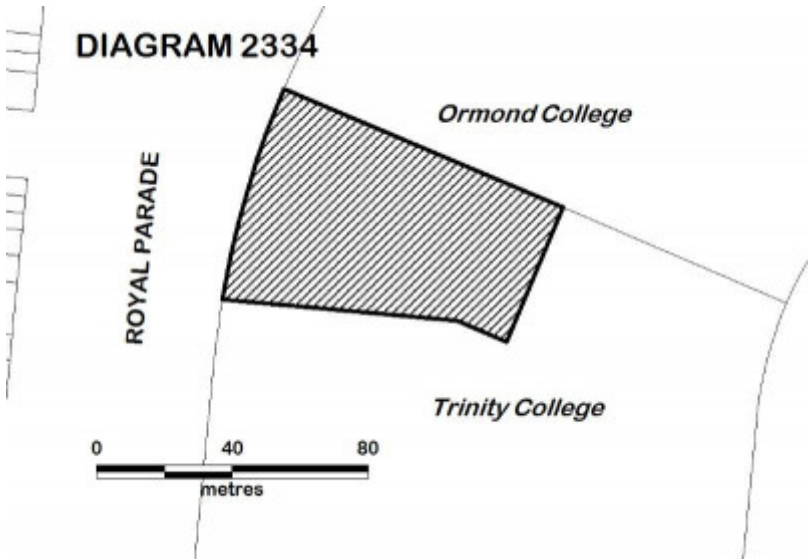 DIAGRAM 2334
Ormond College
ROYAL PARADE
Trinity College
0 40 80
metres